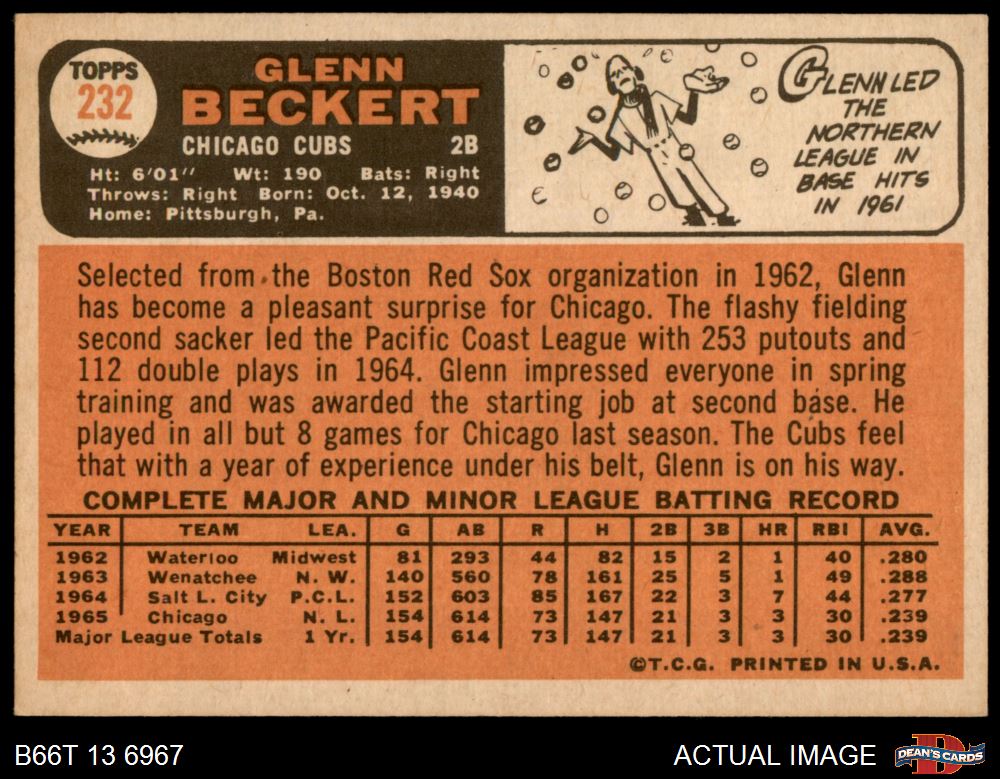 TOPPS
232
GLENN
BECKERT
CHICAGO CUBS 2B
Ht: 6'01" Wt: 190 Bats: Right
Throws: Right Born: Oct. 12, 1940
Home: Pittsburgh, Pa.
GLENN LED
THE
NORTHERN
LEAGUE IN
BASE HITS
IN 1961
Selected from the Boston Red Sox organization in 1962, Glenn
has become a pleasant surprise for Chicago. The flashy fielding
second sacker led the Pacific Coast League with 253 putouts and
112 double plays in 1964. Glenn impressed everyone in spring
training and was awarded the starting job at second base. He
played in all but 8 games for Chicago last season. The Cubs feel
that with a year of experience under his belt, Glenn is on his way.
COMPLETE MAJOR AND MINOR LEAGUE BATTING RECORD
YEAR TEAM LEA. G AB R H 2B 3B HR RBI AVG.
1962 Waterloo Midwest 81 293 44 82 15 2 1 40 .280
1963 Wenatchee N. W. 140 560 78 161 25 5 1 49 .288
1964 Salt L. City P.C.L. 152 603 85 167 22 3 7 44 .277
1965 Chicago N. L. 154 614 73 147 21 3 3 30 .239
Major League Totals 1 Yr. 154 614 73 147 21 3 3 30 .239
©T.C.G. PRINTED IN U.S.A.
B66T 13 6967 ACTUAL IMAGE DEAN'S CARDS